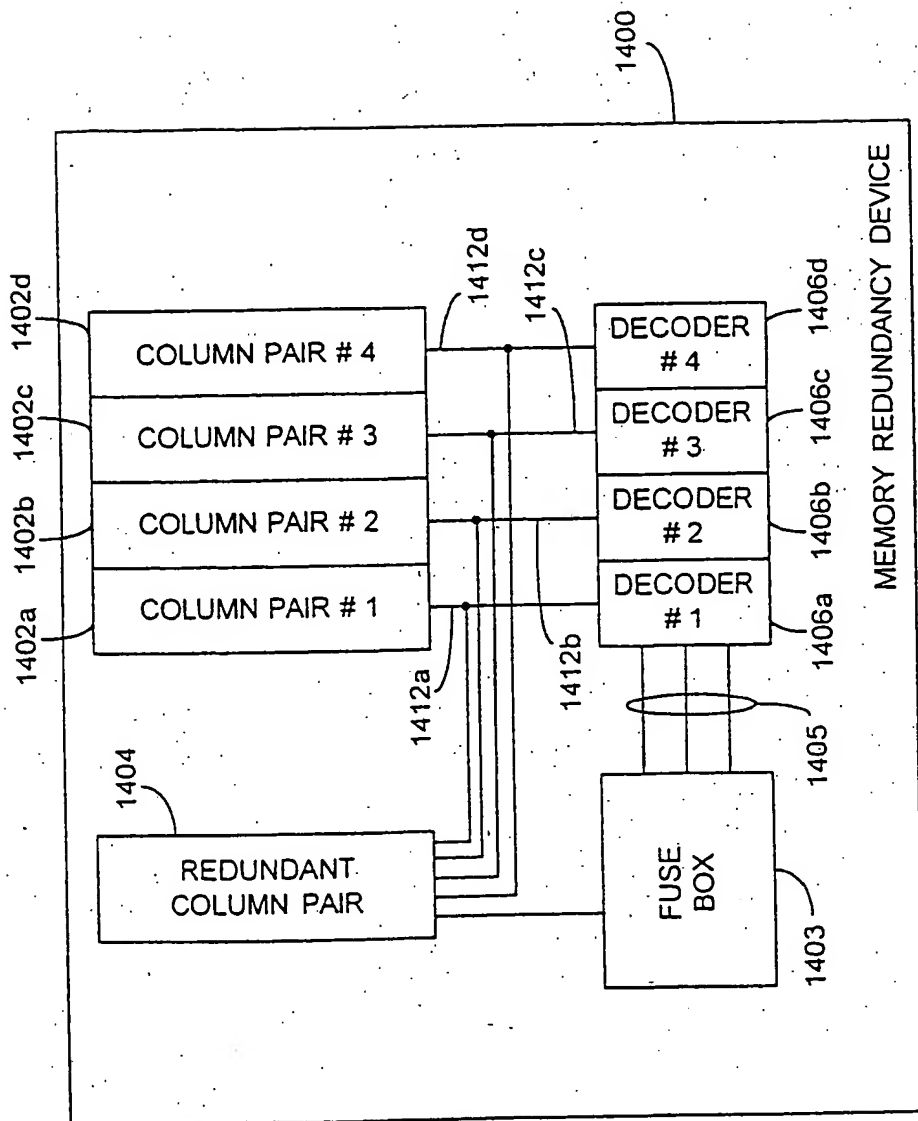 1400
1402a
1402b
1402c
1402d
COLUMN PAIR # 4
COLUMN PAIR # 3
COLUMN PAIR # 2
COLUMN PAIR # 1
1404
REDUNDANT
COLUMN PAIR
1412a
1412b
1412c
1412d
DECODER
# 4
DECODER
# 3
DECODER
# 2
DECODER
# 1
1406a
1406b
1406c
1406d
1405
FUSE
BOX
1403
MEMORY REDUNDANCY DEVICE